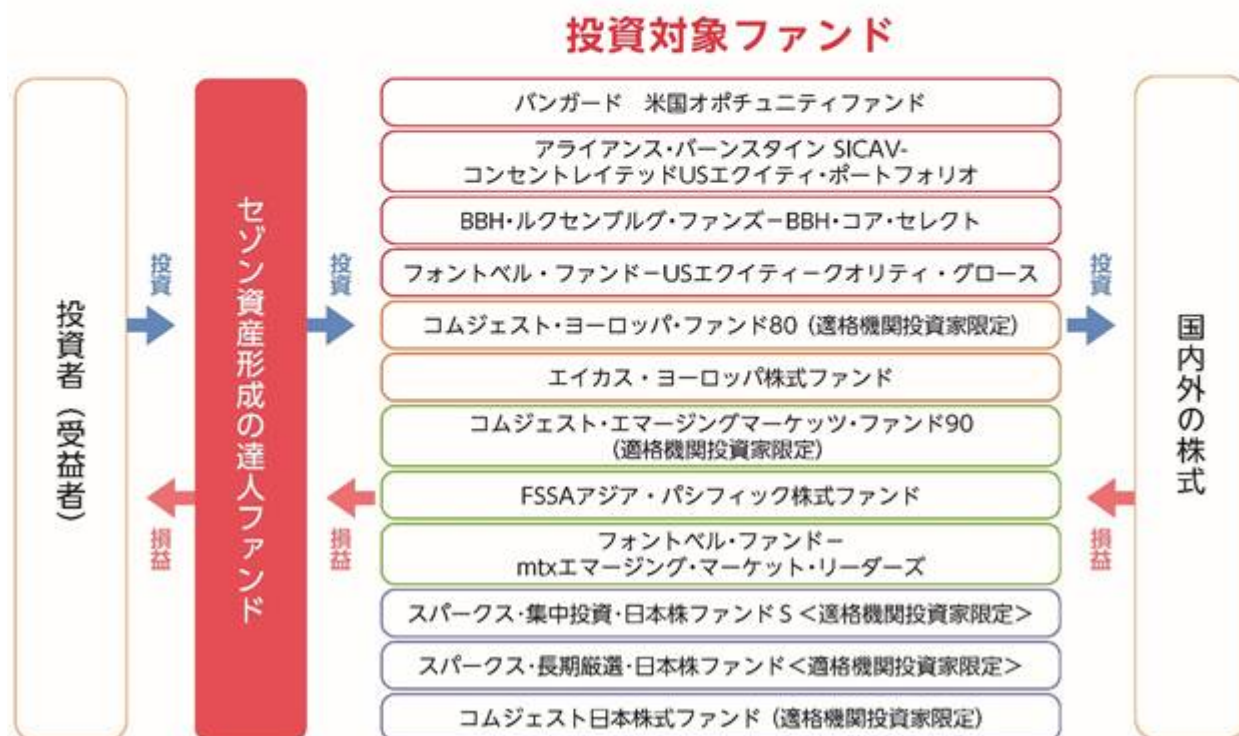 投資対象ファンド
投資者（受益者）
投資
損益
セゾン資産形成の達人ファンド
投資
損益
バンガード　米国オポチュニティファンド
アライアンス・バーンスタイン SICAV-
コンセントレイテッドUSエクイティ・ポートフォリオ
BBH・ルクセンブルグ・ファンズ－BBH・コア・セレクト
フォントベル・ファンド－USエクイティークオリティ・グロース
コムジェスト・ヨーロッパ・ファンド80（適格機関投資家限定）
エイカス・ヨーロッパ株式ファンド
コムジェスト・エマージングマーケッツ・ファンド90
（適格機関投資家限定）
FSSAアジア・パシフィック株式ファンド
フォントベル・ファンド－
mtxエマージング・マーケット・リーダーズ
スパークス・集中投資・日本株ファンド S ＜適格機関投資家限定＞
スパークス・長期厳選・日本株ファンド＜適格機関投資家限定＞
コムジェスト日本株式ファンド（適格機関投資家限定）
投資
損益
国内外の株式